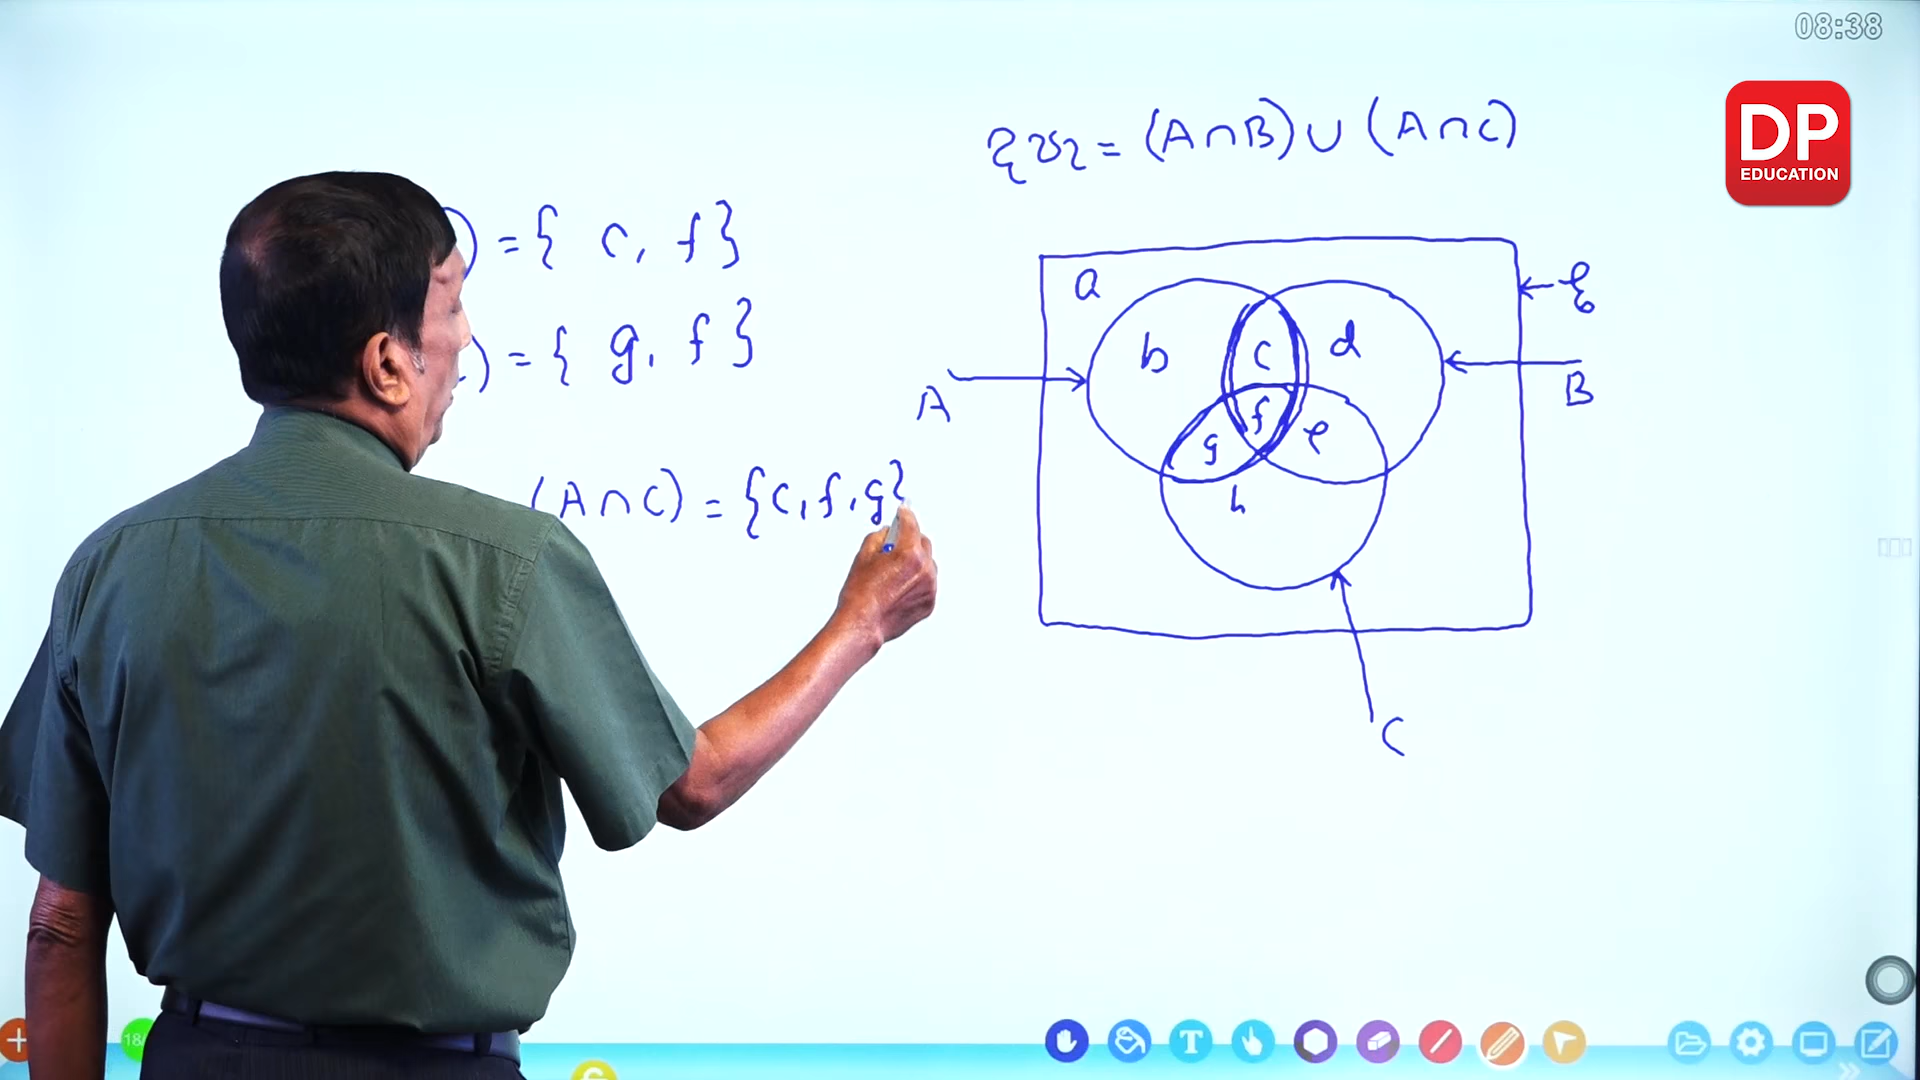 08:38
DP
EDUCATION
= (A∩B)∪(A∩C)
) = { c, f }
) = { g, f }
(A∩C) = {c, f, g}
a
ξ
b
c
d
A
B
f
g
e
h
C
T